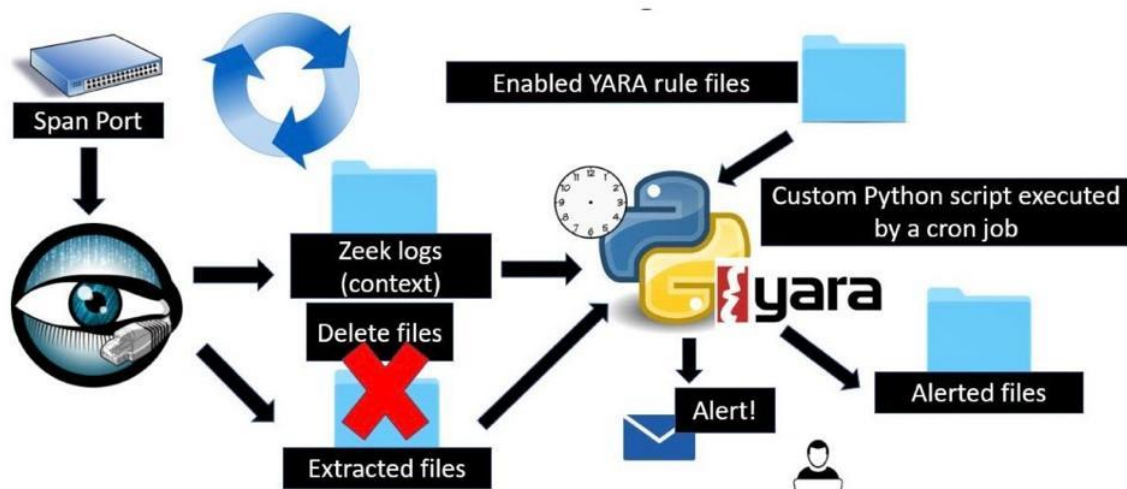 Span Port
Enabled YARA rule files
Custom Python script executed
by a cron job
Zeek logs
(context)
Delete files
yara
Alert!
Alerted files
Extracted files